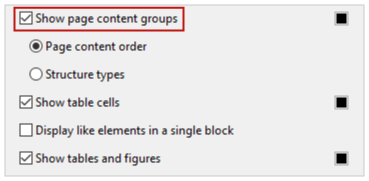 Show page content groups
Page content order
Structure types
Show table cells
Display like elements in a single block
Show tables and figures